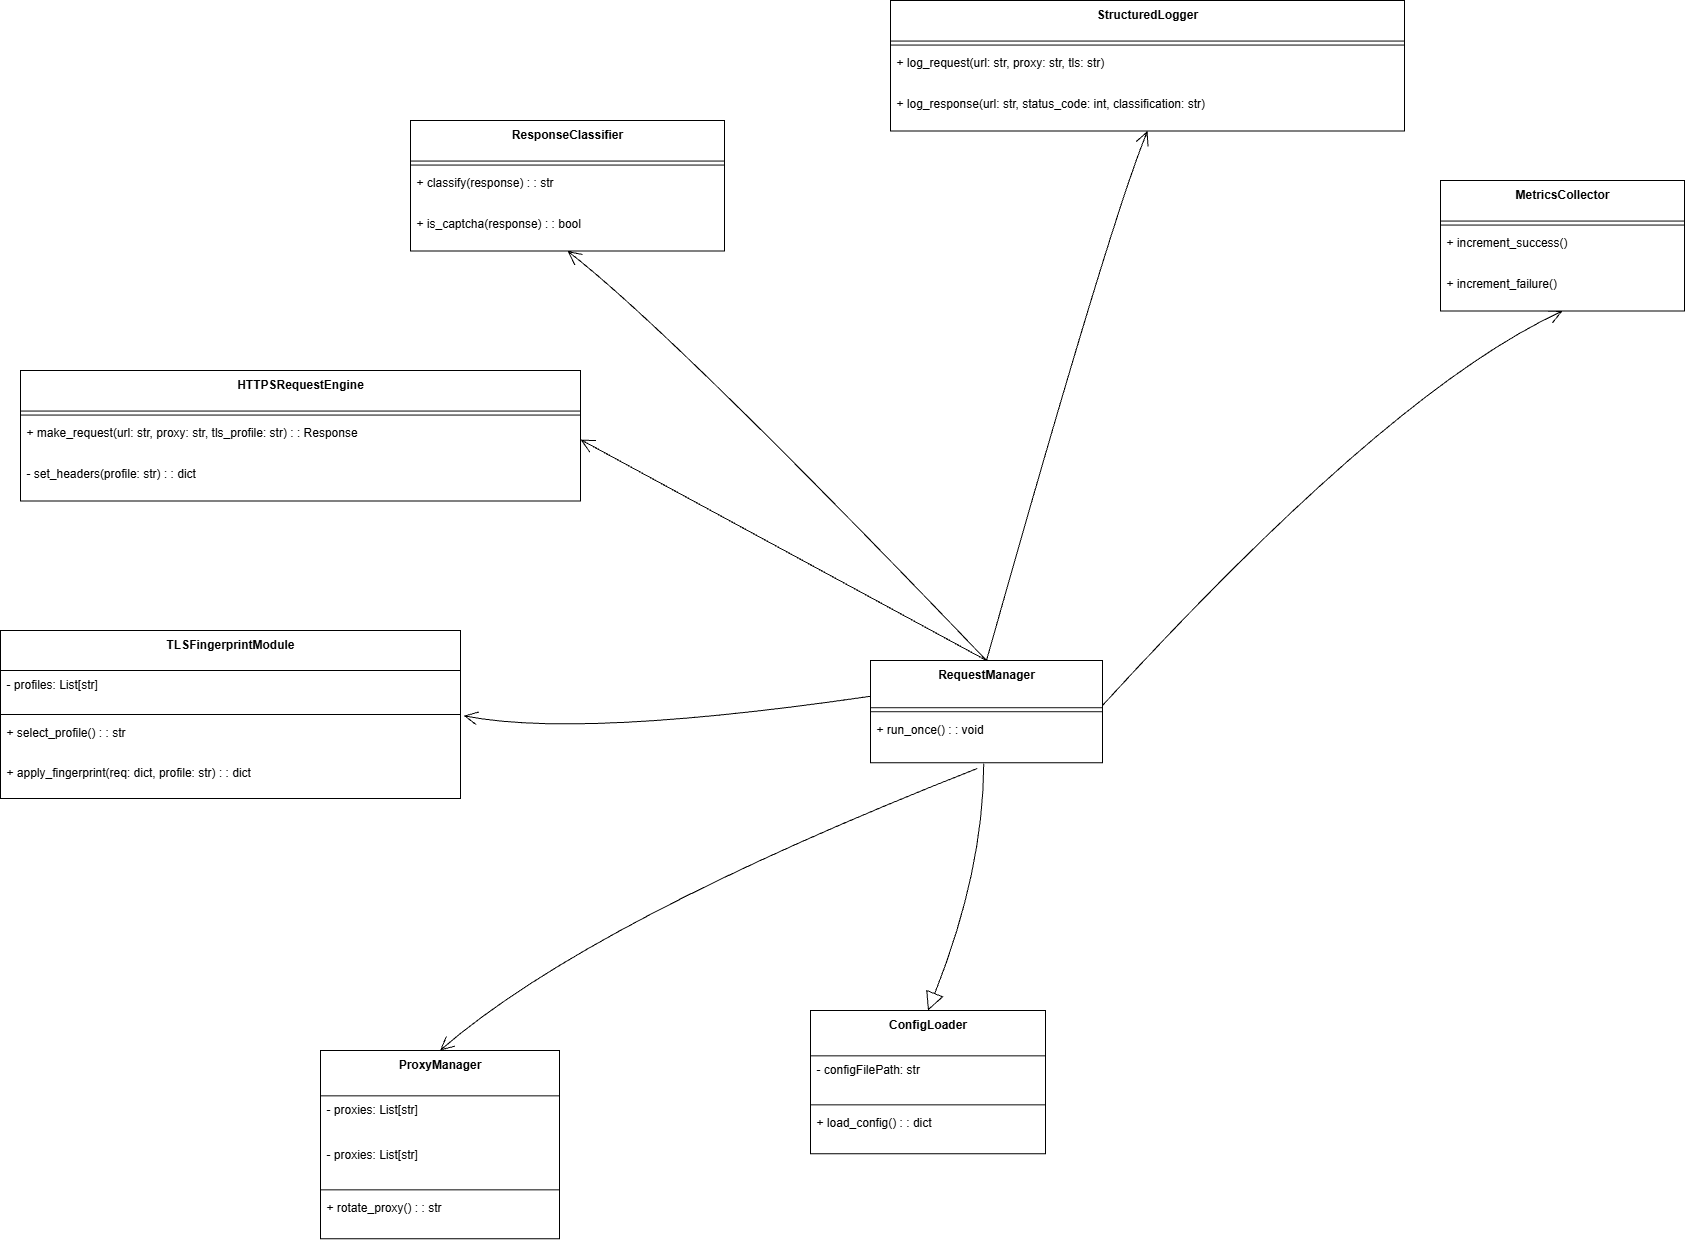 StructuredLogger
+ log_request(url: str, proxy: str, tls: str)
+ log_response(url: str, status_code: int, classification: str)
ResponseClassifier
+ classify(response) : : str
+ is_captcha(response) : : bool
MetricsCollector
+ increment_success()
+ increment_failure()
HTTPSRequestEngine
+ make_request(url: str, proxy: str, tls_profile: str) : : Response
- set_headers(profile: str) : : dict
TLSFingerprintModule
- profiles: List[str]
+ select_profile() : : str
+ apply_fingerprint(req: dict, profile: str) : : dict
RequestManager
+ run_once() : : void
ConfigLoader
- configFilePath: str
+ load_config() : : dict
ProxyManager
- proxies: List[str]
- proxies: List[str]
+ rotate_proxy() : : str